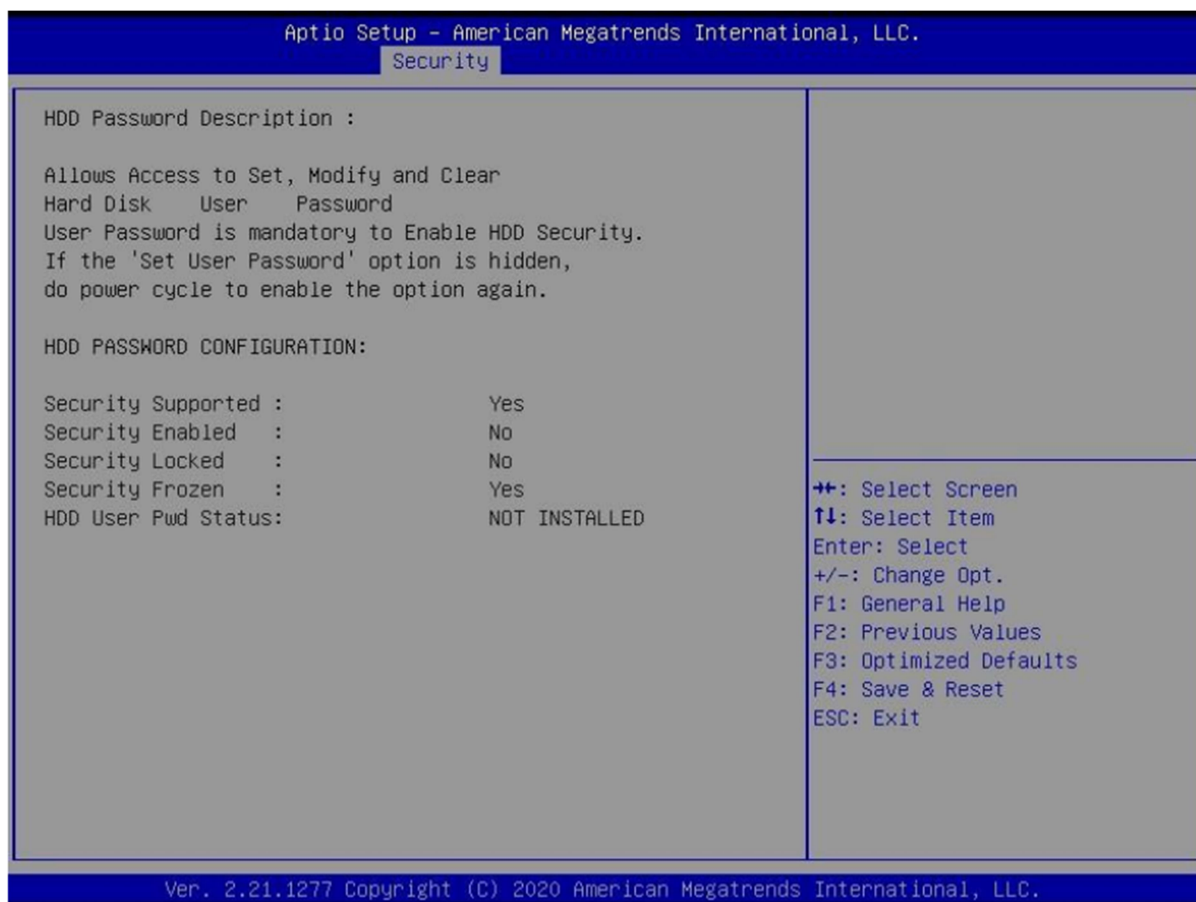 Aptio Setup – American Megatrends International, LLC.
Security
HDD Password Description :
Allows Access to Set, Modify and Clear
Hard Disk    User    Password
User Password is mandatory to Enable HDD Security.
If the 'Set User Password' option is hidden,
do power cycle to enable the option again.
HDD PASSWORD CONFIGURATION:
Security Supported :    Yes
Security Enabled   :    No
Security Locked    :    No
Security Frozen    :    Yes
HDD User Pwd Status:    NOT INSTALLED
→←: Select Screen
↑↓: Select Item
Enter: Select
+/-: Change Opt.
F1: General Help
F2: Previous Values
F3: Optimized Defaults
F4: Save & Reset
ESC: Exit
Ver. 2.21.1277 Copyright (C) 2020 American Megatrends International, LLC.